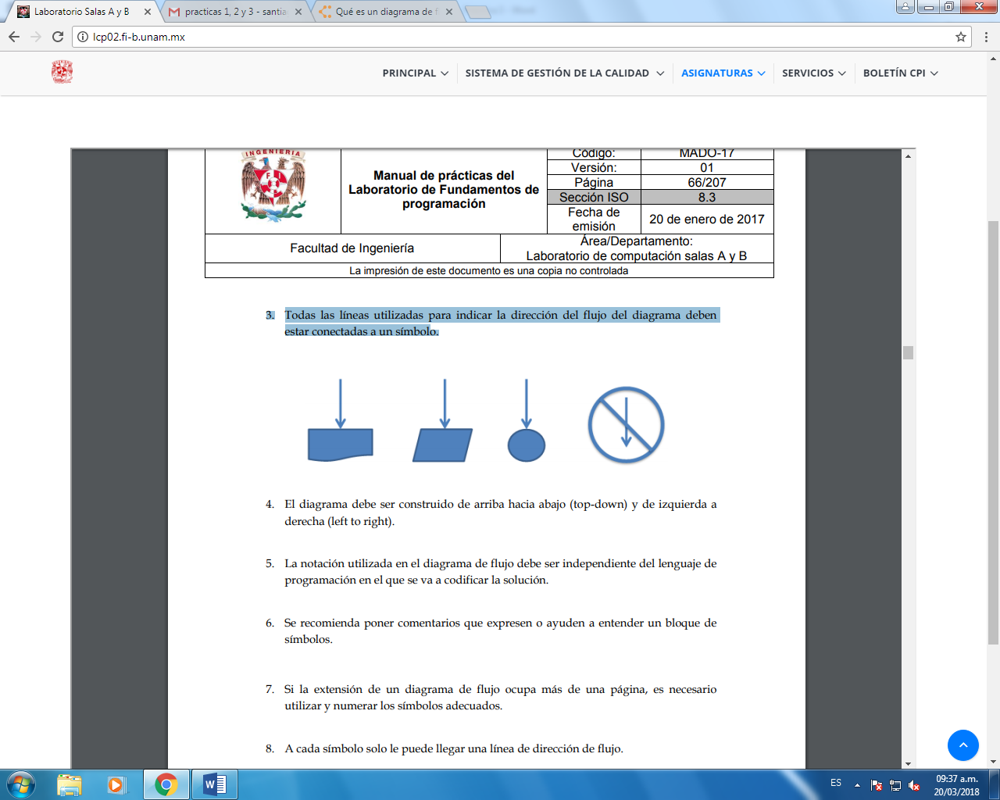 Laboratorio Salas A y B
practicas 1, 2 y 3 - santia
Qué es un diagrama de f
lcp02.fi-b.unam.mx
PRINCIPAL
SISTEMA DE GESTIÓN DE LA CALIDAD
ASIGNATURAS
SERVICIOS
BOLETÍN CPI
INGENIERIA
Manual de prácticas del
Laboratorio de Fundamentos de
programación
Código: MADO-17
Versión: 01
Página 66/207
Sección ISO 8.3
Fecha de
emisión
20 de enero de 2017
Facultad de Ingeniería
Área/Departamento:
Laboratorio de computación salas A y B
La impresión de este documento es una copia no controlada
3. Todas las líneas utilizadas para indicar la dirección del flujo del diagrama deben
estar conectadas a un símbolo.
4. El diagrama debe ser construido de arriba hacia abajo (top-down) y de izquierda a
derecha (left to right).
5. La notación utilizada en el diagrama de flujo debe ser independiente del lenguaje de
programación en el que se va a codificar la solución.
6. Se recomienda poner comentarios que expresen o ayuden a entender un bloque de
símbolos.
7. Si la extensión de un diagrama de flujo ocupa más de una página, es necesario
utilizar y numerar los símbolos adecuados.
8. A cada símbolo solo le puede llegar una línea de dirección de flujo.
ES
09:37 a.m.
20/03/2018